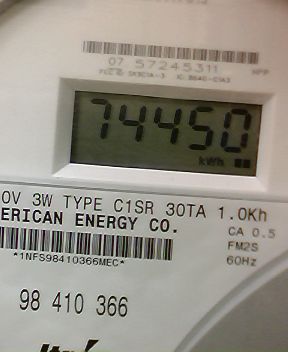 07 57245311
HPP
74450
kWh
0V 3W TYPE C1SR 30TA 1.0Kh
ERICAN ENERGY CO.
CA 0.5
FM2S
60Hz
*1NFS98410366MEC*
98 410 366